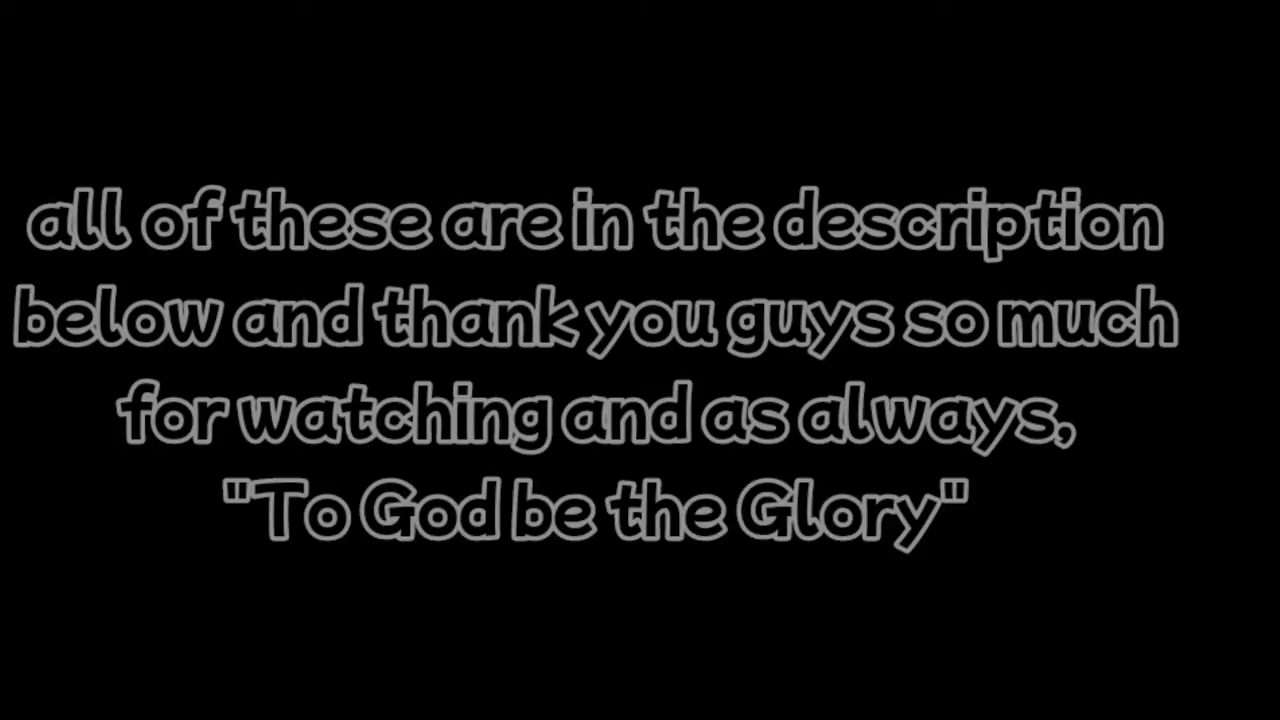 all of these are in the description
below and thank you guys so much
for watching and as always,
"To God be the Glory"